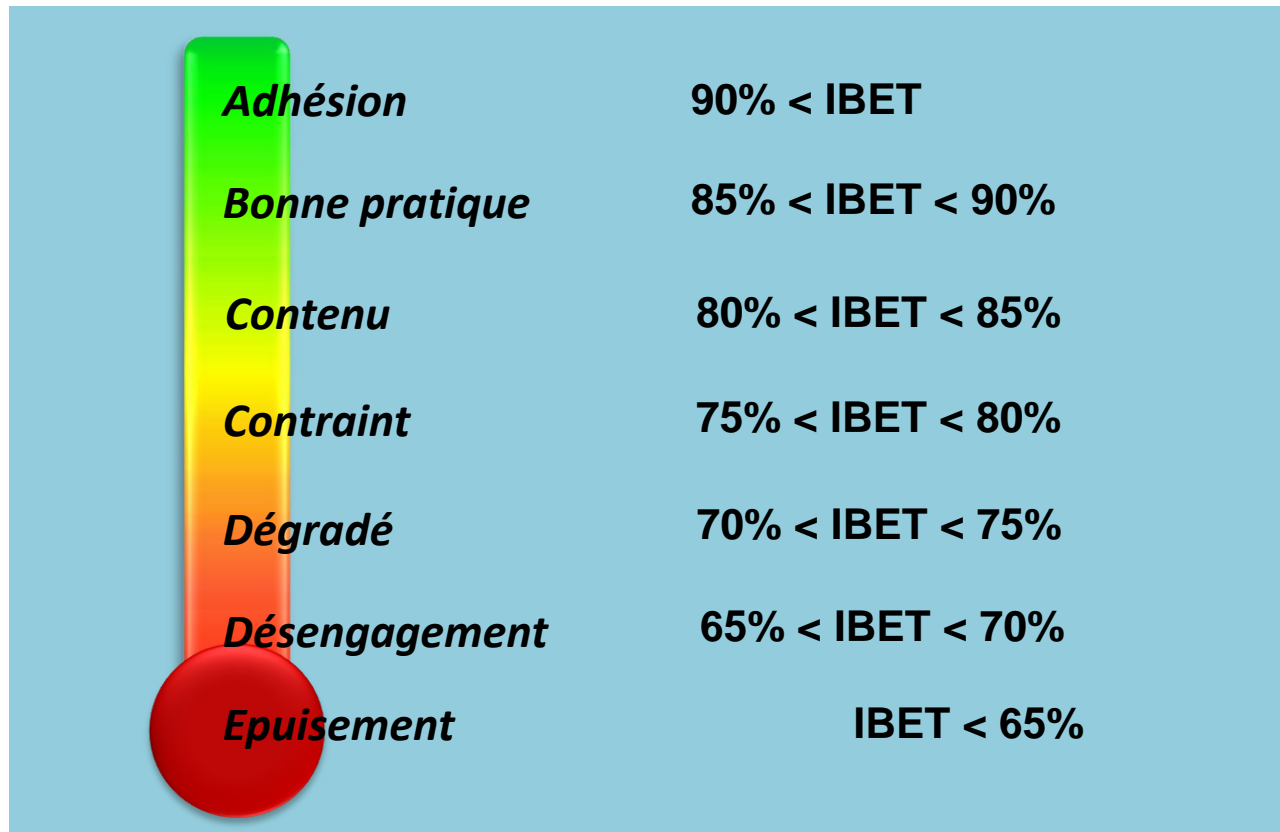 Adhésion 90% < IBET
Bonne pratique 85% < IBET < 90%
Contenu 80% < IBET < 85%
Contraint 75% < IBET < 80%
Dégradé 70% < IBET < 75%
Désengagement 65% < IBET < 70%
Epuisement IBET < 65%